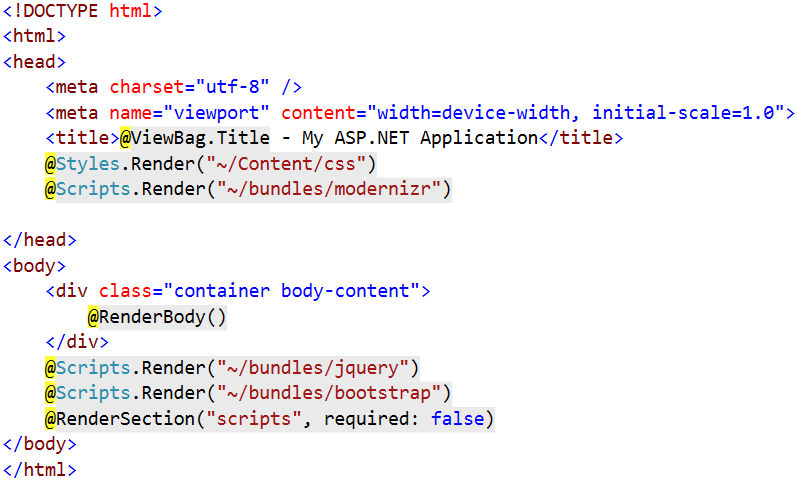 <!DOCTYPE html>
<html>
<head>
    <meta charset="utf-8" />
    <meta name="viewport" content="width=device-width, initial-scale=1.0">
    <title>@ViewBag.Title - My ASP.NET Application</title>
    @Styles.Render("~/Content/css")
    @Scripts.Render("~/bundles/modernizr")

</head>
<body>
    <div class="container body-content">
        @RenderBody()
    </div>
    @Scripts.Render("~/bundles/jquery")
    @Scripts.Render("~/bundles/bootstrap")
    @RenderSection("scripts", required: false)
</body>
</html>